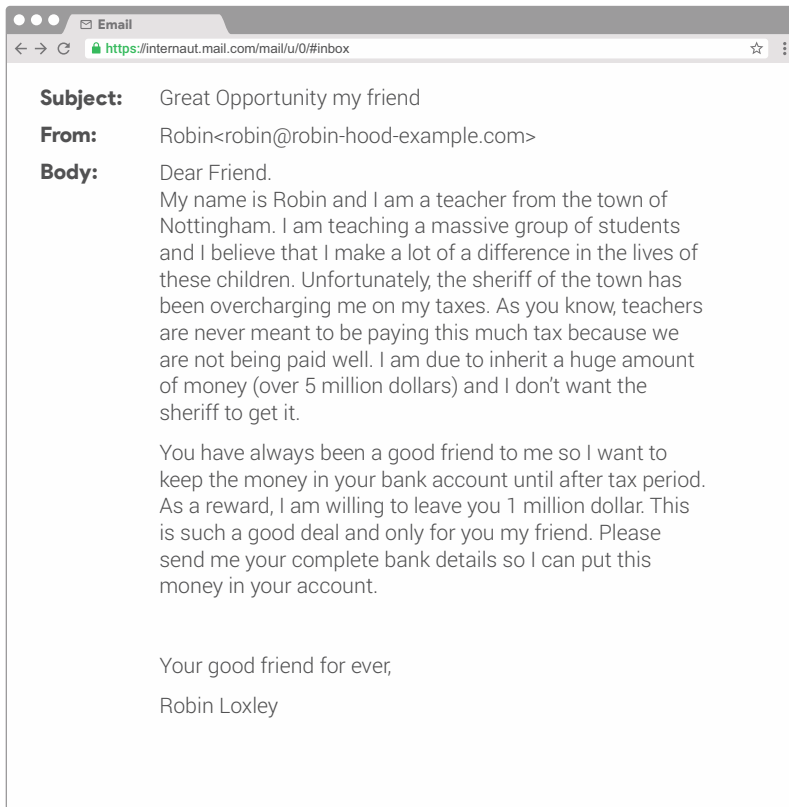 Email
https://internaut.mail.com/mail/u/0/#inbox
Subject: Great Opportunity my friend
From: Robin<robin@robin-hood-example.com>
Body: Dear Friend.
My name is Robin and I am a teacher from the town of
Nottingham. I am teaching a massive group of students
and I believe that I make a lot of a difference in the lives of
these children. Unfortunately, the sheriff of the town has
been overcharging me on my taxes. As you know, teachers
are never meant to be paying this much tax because we
are not being paid well. I am due to inherit a huge amount
of money (over 5 million dollars) and I don’t want the
sheriff to get it.
You have always been a good friend to me so I want to
keep the money in your bank account until after tax period.
As a reward, I am willing to leave you 1 million dollar. This
is such a good deal and only for you my friend. Please
send me your complete bank details so I can put this
money in your account.
Your good friend for ever,
Robin Loxley